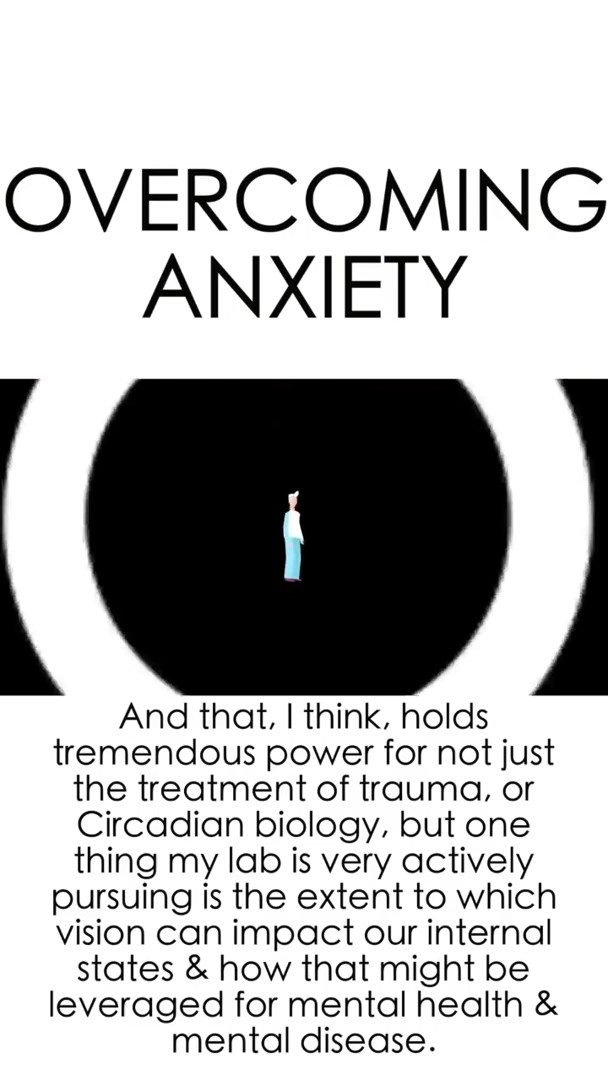 OVERCOMING
ANXIETY
And that, I think, holds
tremendous power for not just
the treatment of trauma, or
Circadian biology, but one
thing my lab is very actively
pursuing is the extent to which
vision can impact our internal
states & how that might be
leveraged for mental health &
mental disease.